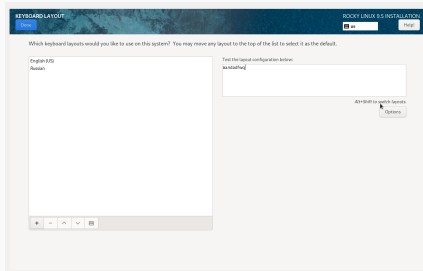 KEYBOARD LAYOUT
ROCKY LINUX 9.5 INSTALLATION
Done
us
Help!
Which keyboard layouts would you like to use on this system? You may move any layout to the top of the list to select it as the default.
English (US)
Russian
Test the layout configuration below:
Alt+Shift to switch layouts.
Options